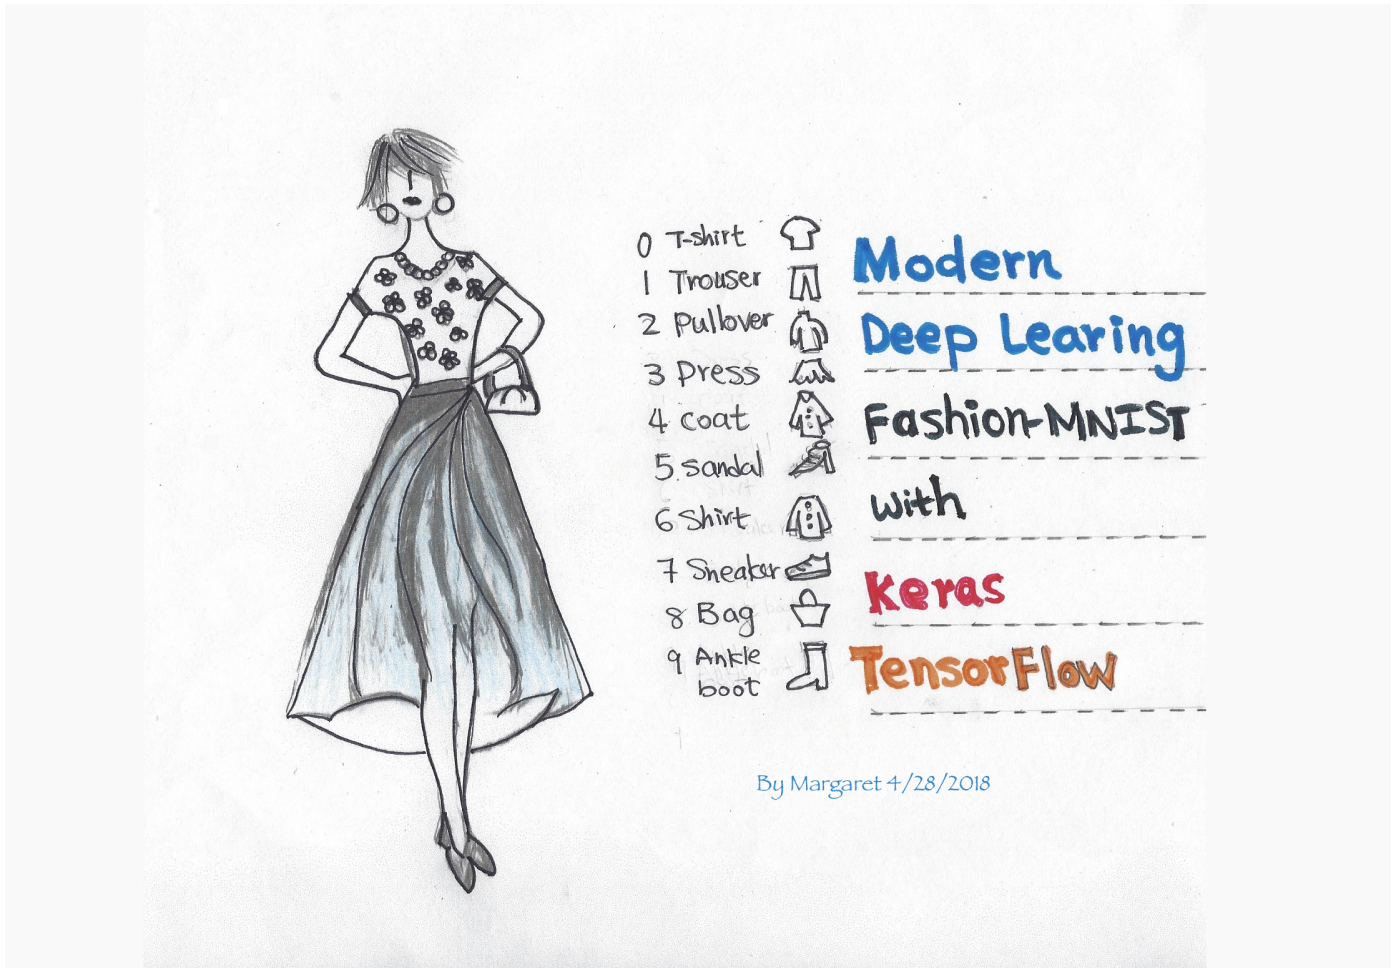 0 T-shirt
1 Trouser
2 Pullover
3 Dress
4 coat
5. sandal
6 Shirt
7 Sneaker
8 Bag
9 Ankle
boot
Modern
Deep Learing
Fashion-MNIST
with
Keras
TensorFlow
By Margaret 4/28/2018